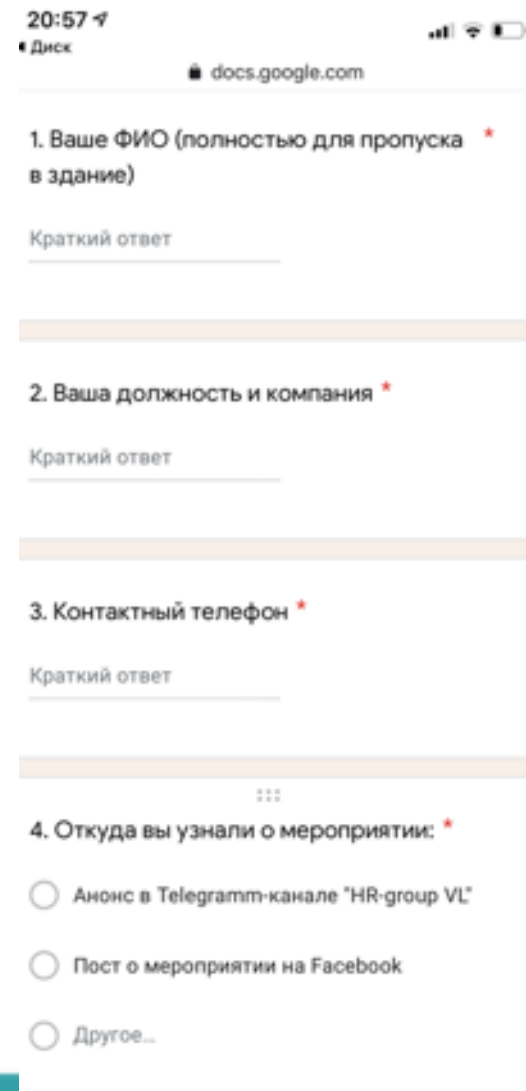 20:57
Диск
docs.google.com
1. Ваше ФИО (полностью для пропуска *
в здание)
Краткий ответ
2. Ваша должность и компания *
Краткий ответ
3. Контактный телефон *
Краткий ответ
4. Откуда вы узнали о мероприятии: *
Анонс в Telegramm-канале "HR-group VL"
Пост о мероприятии на Facebook
Другое...